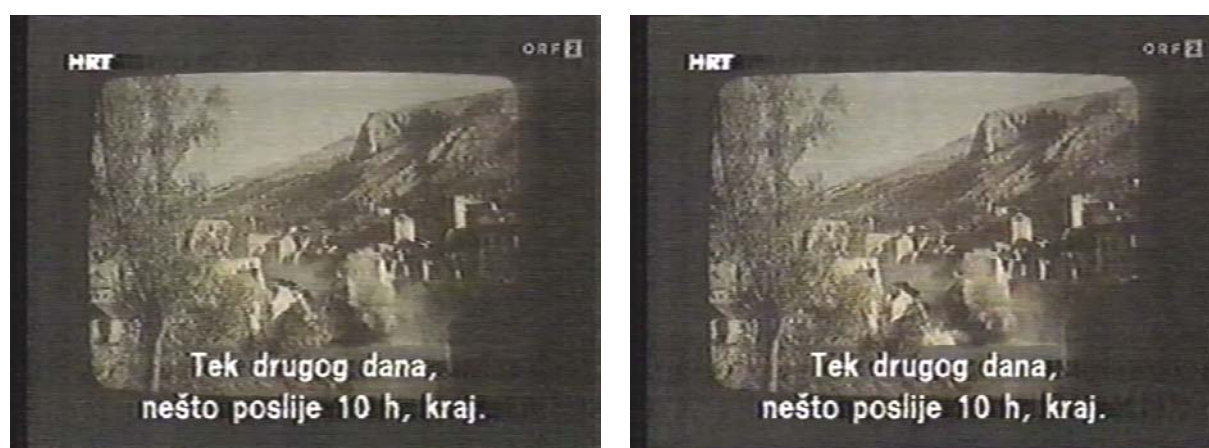 HRT
ORF 2
Tek drugog dana,
nešto poslije 10 h, kraj.
HRT
ORF 2
Tek drugog dana,
nešto poslije 10 h, kraj.